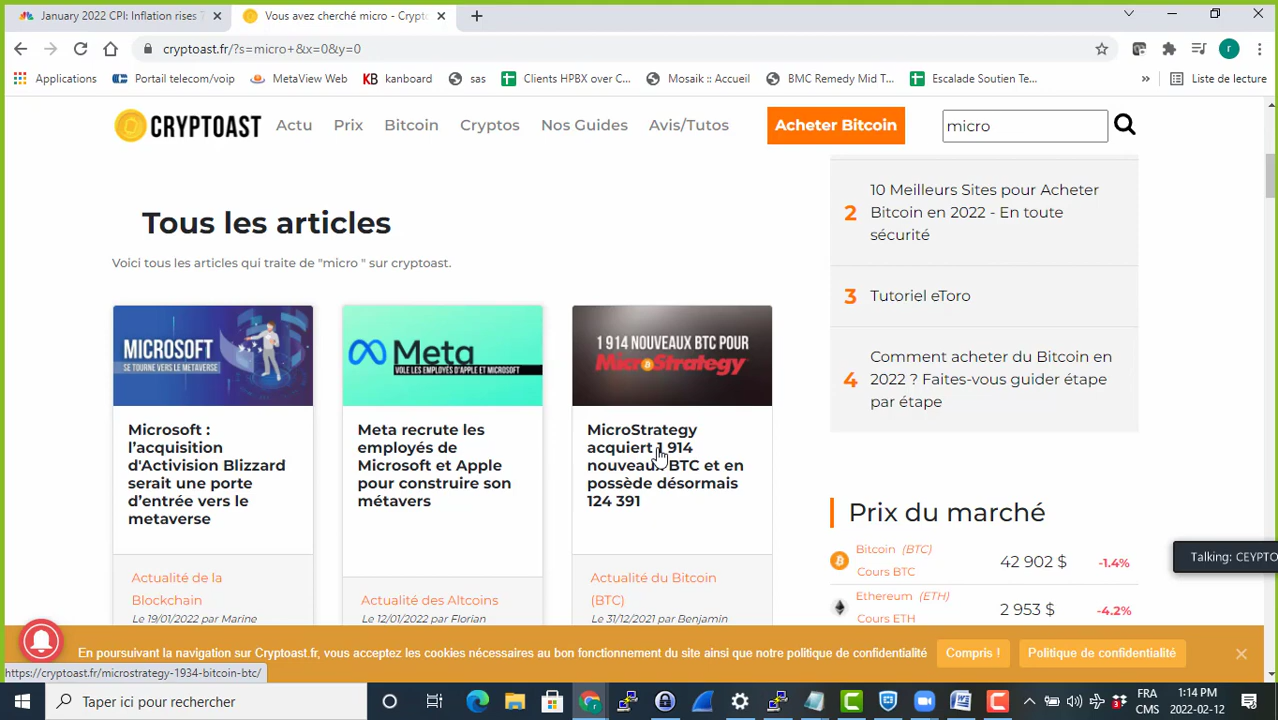 January 2022 CPI: Inflation rises
Vous avez cherché micro - Crypto
cryptoast.fr/?s=micro+&x=0&y=0
r
Applications
Portail telecom/voip
MetaView Web
KB kanboard
sas
Clients HPBX over C...
Mosaik :: Accueil
BMC Remedy Mid T...
Escalade Soutien Te...
»
Liste de lecture
CRYPTOAST
Actu
Prix
Bitcoin
Cryptos
Nos Guides
Avis/Tutos
Acheter Bitcoin
micro
Tous les articles
Voici tous les articles qui traite de "micro " sur cryptoast.
MICROSOFT
SE TOURNE VERS LE METAVERSE
Microsoft :
l’acquisition
d'Activision Blizzard
serait une porte
d’entrée vers le
metaverse
Actualité de la
Blockchain
Le 19/01/2022 par Marine
Meta
VOLE LES EMPLOYÉS D'APPLE ET MICROSOFT
Meta recrute les
employés de
Microsoft et Apple
pour construire son
métavers
Actualité des Altcoins
Le 12/01/2022 par Florian
1 914 NOUVEAUX BTC POUR
MicroStrategy
MicroStrategy
acquiert 1 914
nouveaux BTC et en
possède désormais
124 391
Actualité du Bitcoin
(BTC)
Le 31/12/2021 par Benjamin
2
10 Meilleurs Sites pour Acheter
Bitcoin en 2022 - En toute
sécurité
3
Tutoriel eToro
4
Comment acheter du Bitcoin en
2022 ? Faites-vous guider étape
par étape
Prix du marché
Bitcoin (BTC)
Cours BTC
42 902 $
-1.4%
Ethereum (ETH)
Cours ETH
2 953 $
-4.2%
Talking: CEYPTO
En poursuivant la navigation sur Cryptoast.fr, vous acceptez les cookies nécessaires au bon fonctionnement du site ainsi que notre politique de confidentialité
Compris !
Politique de confidentialité
https://cryptoast.fr/microstrategy-1934-bitcoin-btc/
Taper ici pour rechercher
FRA
CMS
1:14 PM
2022-02-12